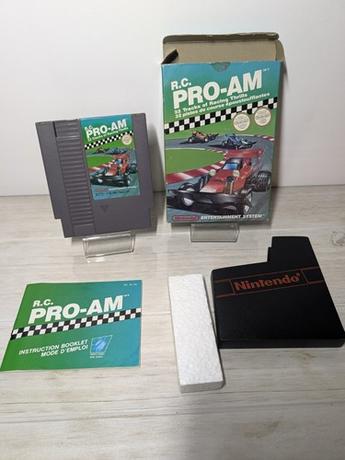 R.C.
PRO-AM
R.C.
PRO-AM
32 Tracks of Racing Thrills
32 pistes de course époustouflantes
Nintendo
ENTERTAINMENT SYSTEM
R.C.
PRO-AM
INSTRUCTION BOOKLET
MODE D'EMPLOI
Nintendo